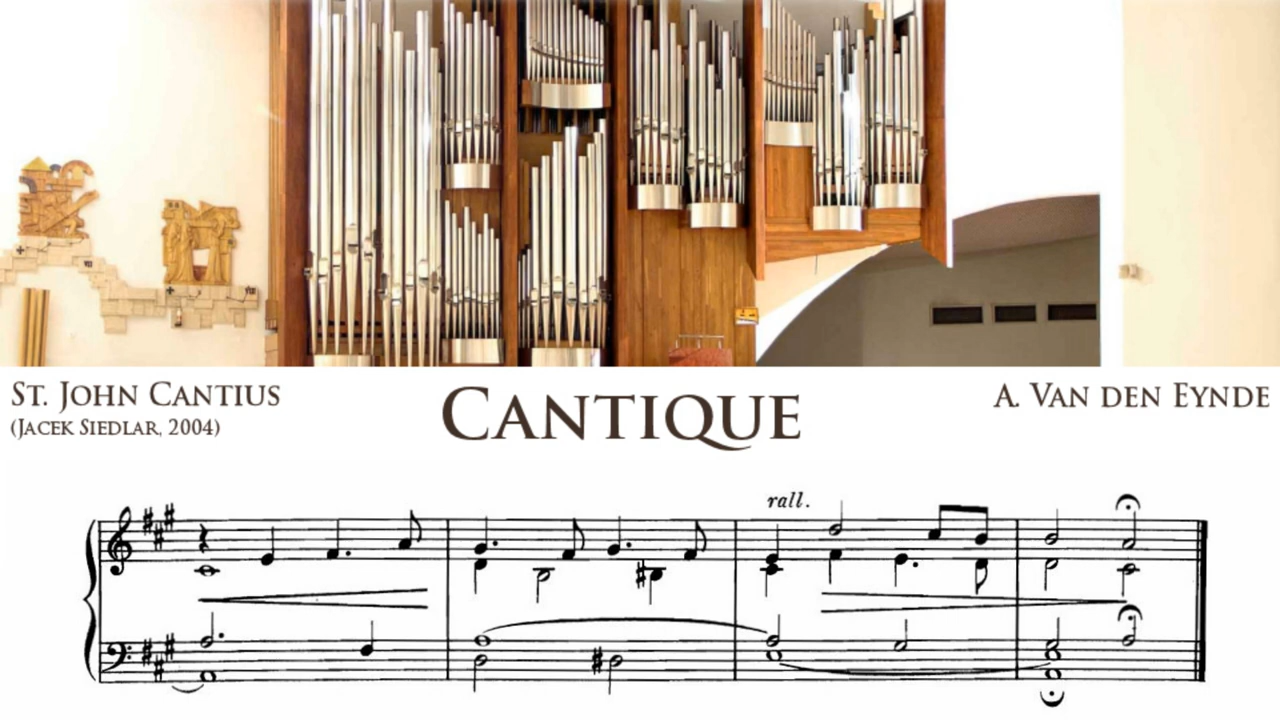 St. John Cantius
(Jacek Siedlar, 2004)
Cantique
A. Van den Eynde
rall.